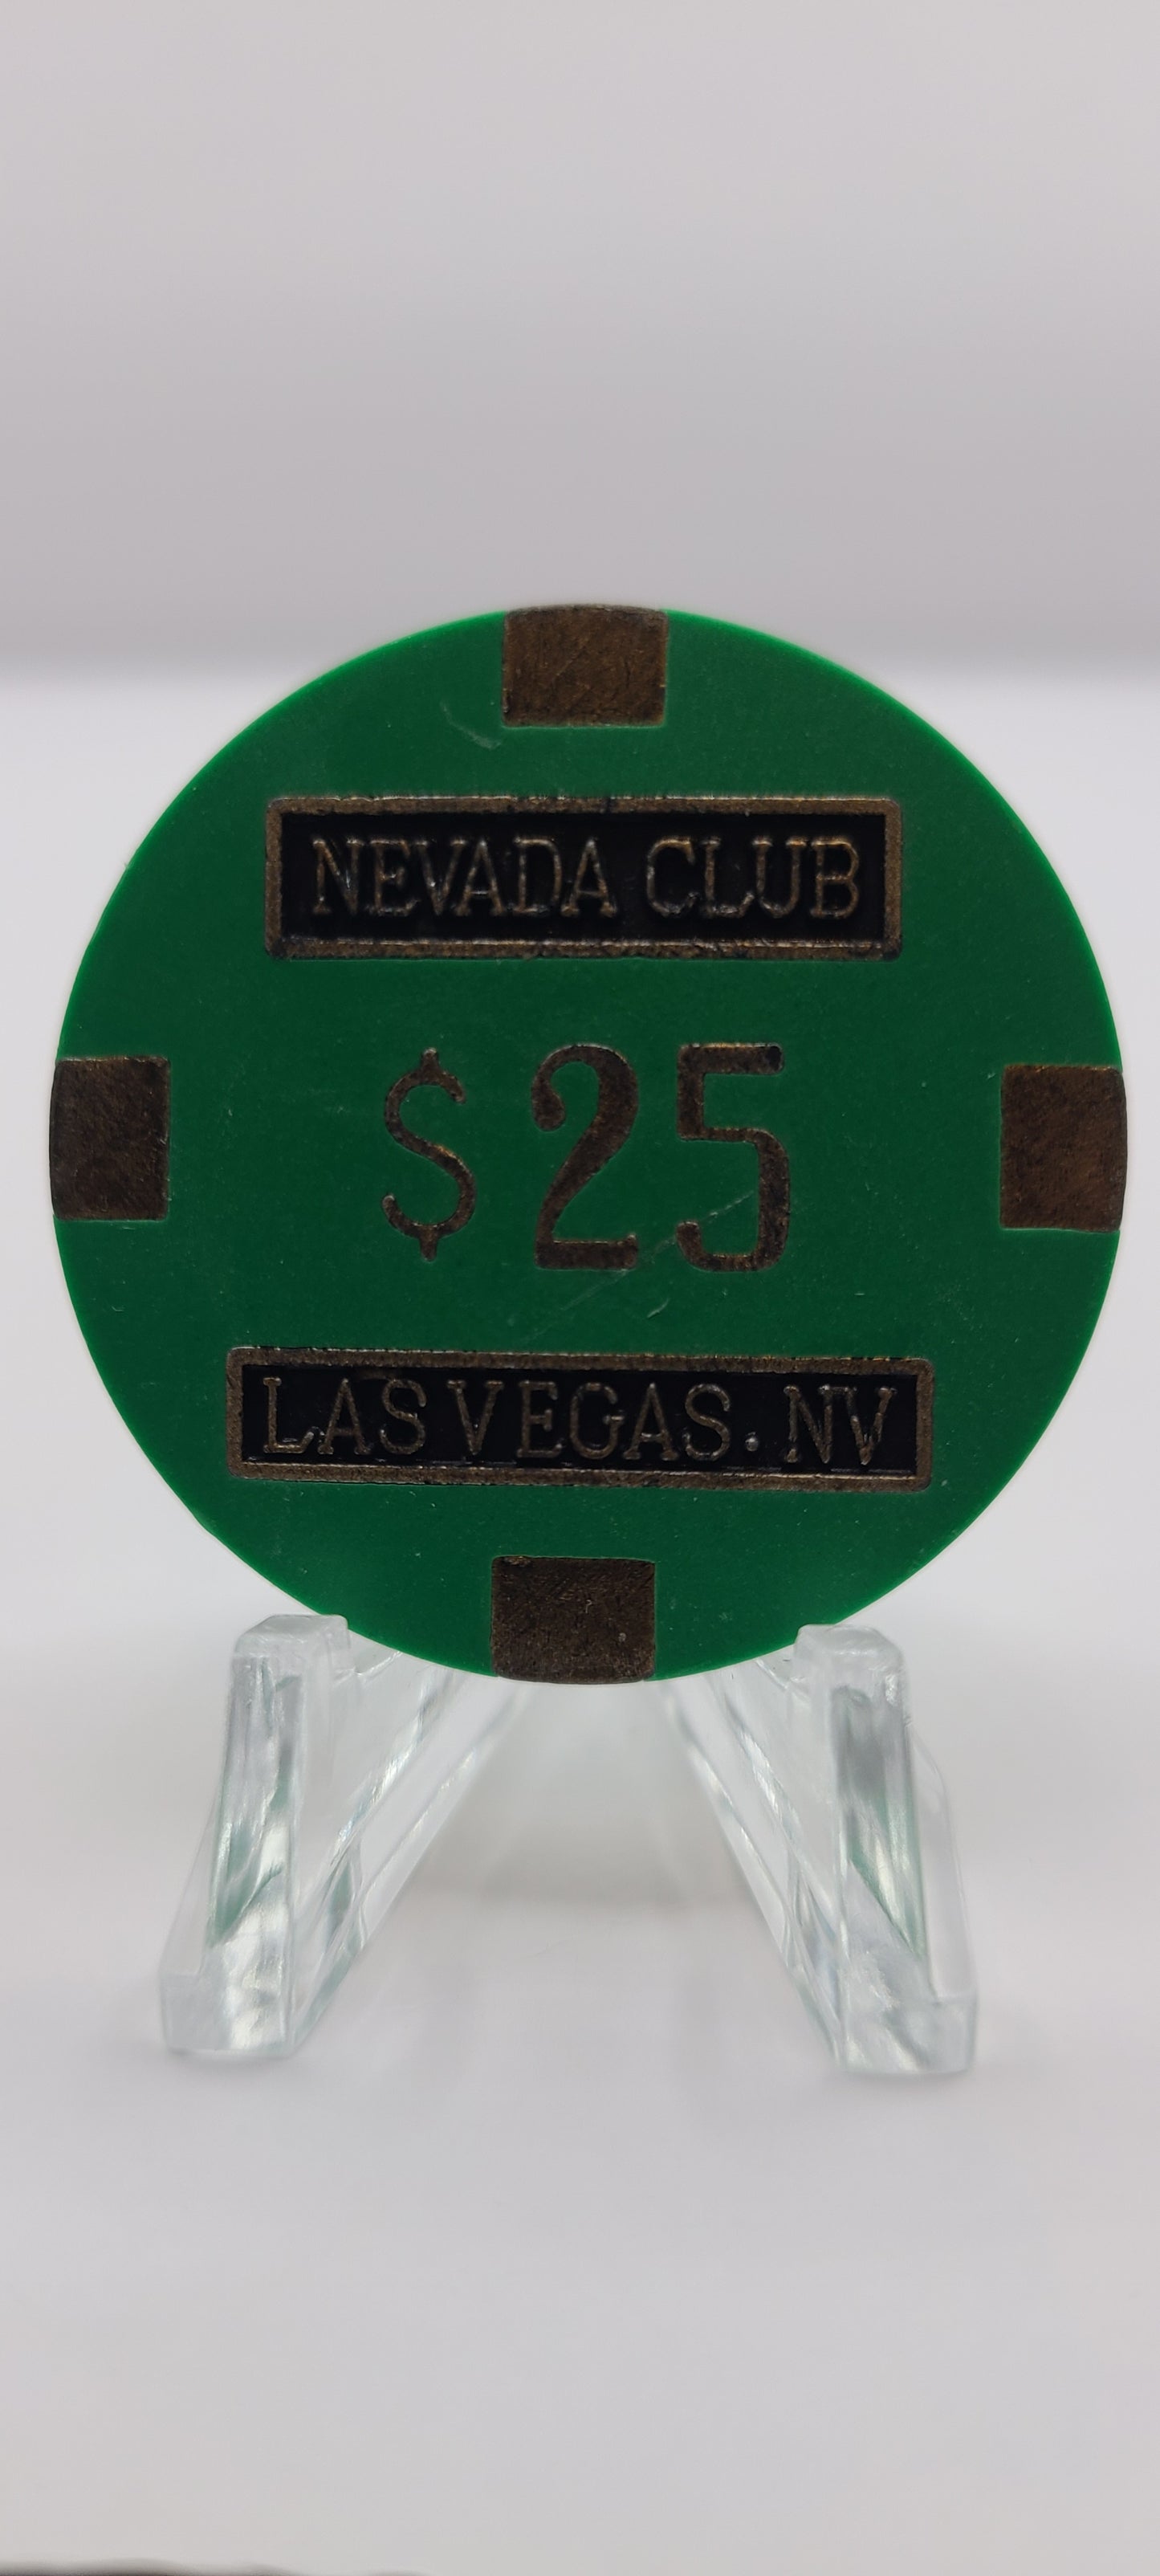 NEVADA CLUB
$25
LAS VEGAS. NV